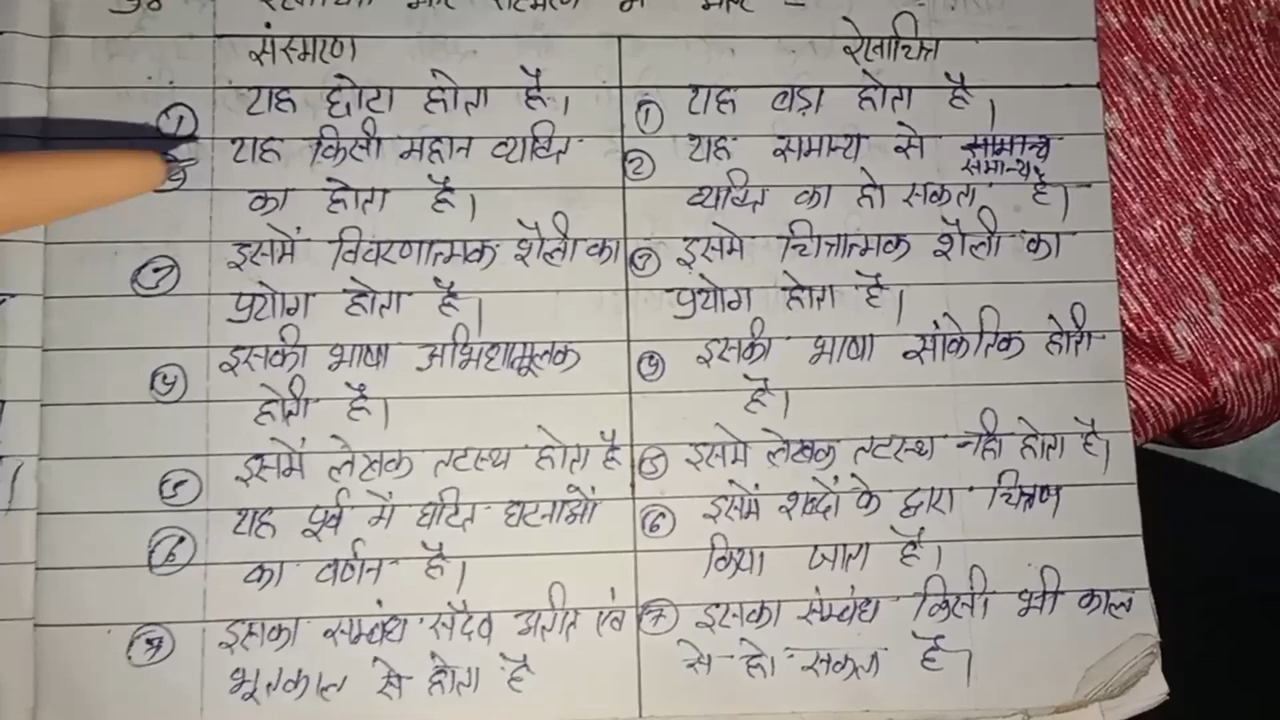 संस्मरण
रेखाचित्र
① यह छोटा होता है।
② यह किसी महान व्यक्ति
का होता है।
③ इसमें विवरणात्मक शैली का
प्रयोग होता है।
④ इसकी भाषा अभिधामूलक
होती है।
⑤ इसमें लेखक तटस्थ होता है
⑥ यह पूर्व में घटित घटनाओं
का वर्णन है।
⑦ इसका सम्बंध सदैव अतीत एवं
भूतकाल से होता है
① यह बड़ा होता है।
② यह समान्य से सामान्य
समान्य
व्यक्ति का हो सकता है।
③ इसमे चित्रात्मक शैली का
प्रयोग होता है।
④ इसकी भाषा सांकेतिक होती
है।
⑤ इसमे लेखक तटस्थ नही होता है।
⑥ इसमें शब्दों के द्वारा चित्रण
किया जाता है।
⑦ इसका संम्बंध किसी भी काल
से हो सकता है।